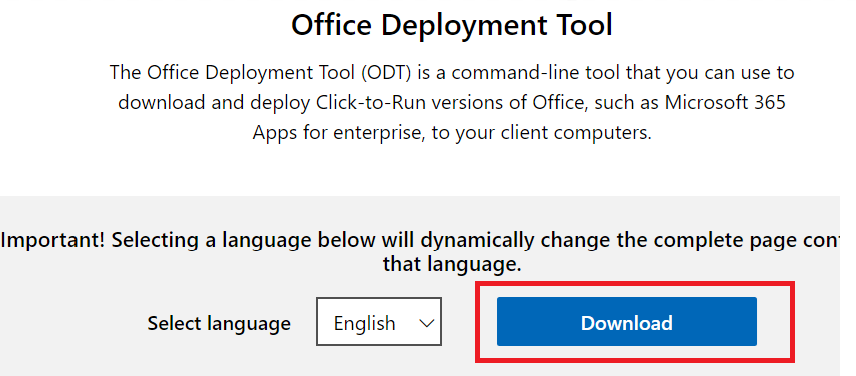 Office Deployment Tool
The Office Deployment Tool (ODT) is a command-line tool that you can use to
download and deploy Click-to-Run versions of Office, such as Microsoft 365
Apps for enterprise, to your client computers.
Important! Selecting a language below will dynamically change the complete page
that language.
Select language
English
Download